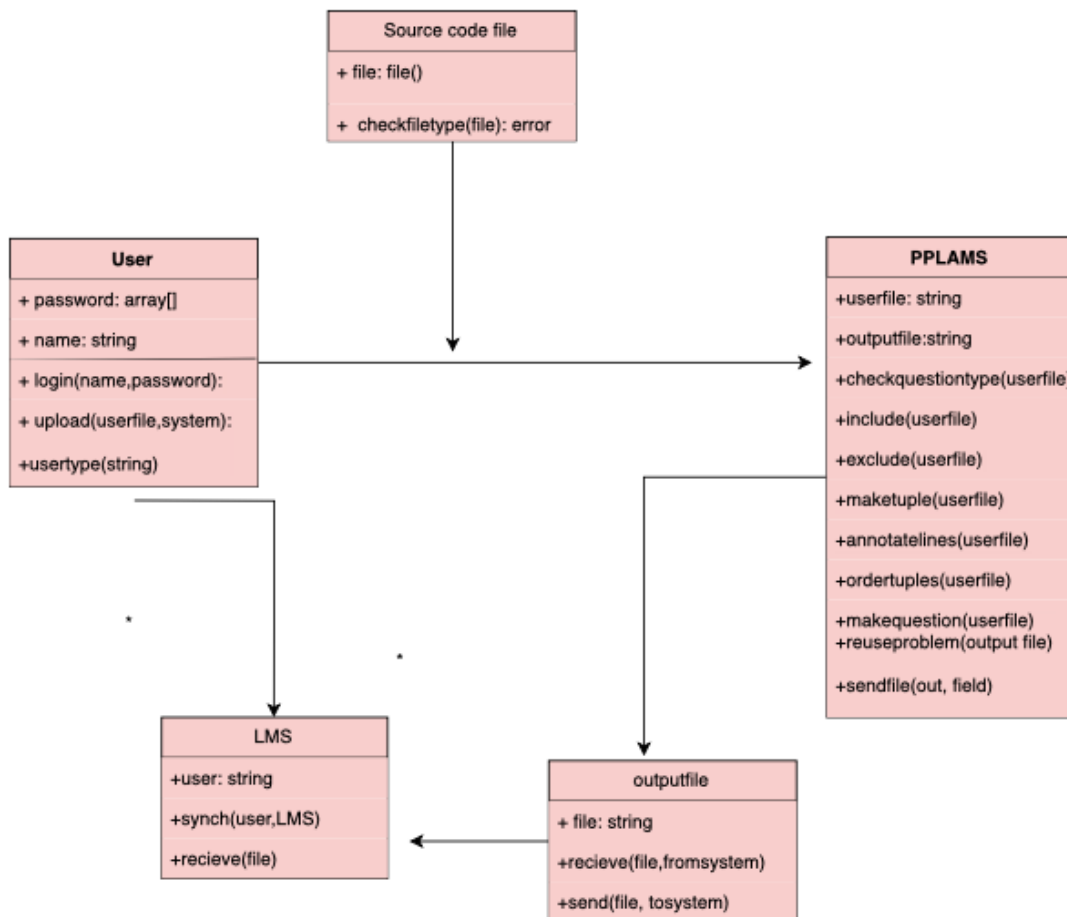 Source code file
+ file: file()
+ checkfiletype(file): error
User
+ password: array[]
+ name: string
+ login(name,password):
+ upload(userfile,system):
+usertype(string)
PPLAMS
+userfile: string
+outputfile:string
+checkquestiontype(userfile)
+include(userfile)
+exclude(userfile)
+maketuple(userfile)
+annotatelines(userfile)
+ordertuples(userfile)
+makequestion(userfile)
+reuseproblem(output file)
+sendfile(out, field)
*
*
LMS
+user: string
+synch(user,LMS)
+recieve(file)
outputfile
+ file: string
+recieve(file,fromsystem)
+send(file, tosystem)